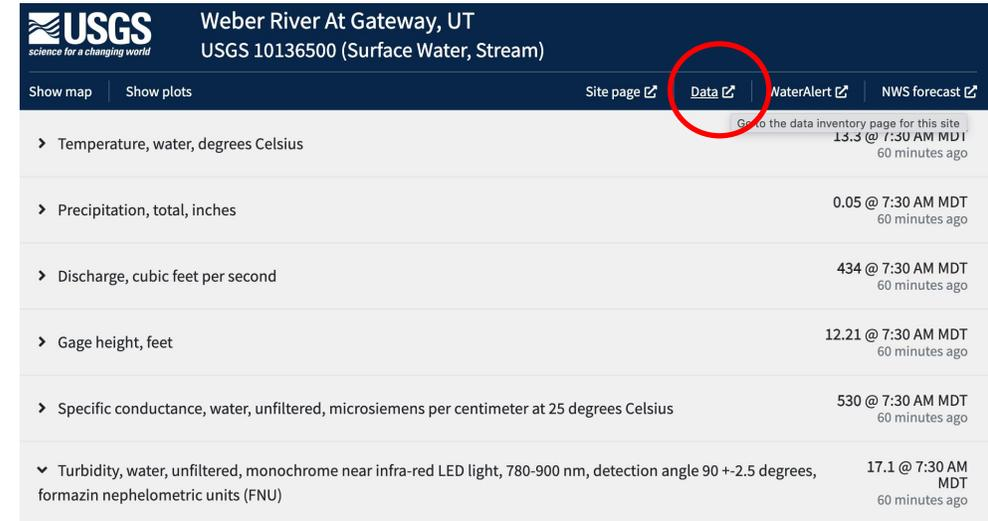 USGS
science for a changing world
Weber River At Gateway, UT
USGS 10136500 (Surface Water, Stream)
Show map
Show plots
Site page
Data
WaterAlert
NWS forecast
Go to the data inventory page for this site
Temperature, water, degrees Celsius
13.3 @ 7:30 AM MDT
60 minutes ago
Precipitation, total, inches
0.05 @ 7:30 AM MDT
60 minutes ago
Discharge, cubic feet per second
434 @ 7:30 AM MDT
60 minutes ago
Gage height, feet
12.21 @ 7:30 AM MDT
60 minutes ago
Specific conductance, water, unfiltered, microsiemens per centimeter at 25 degrees Celsius
530 @ 7:30 AM MDT
60 minutes ago
Turbidity, water, unfiltered, monochrome near infra-red LED light, 780-900 nm, detection angle 90 +-2.5 degrees,
formazin nephelometric units (FNU)
17.1 @ 7:30 AM
MDT
60 minutes ago